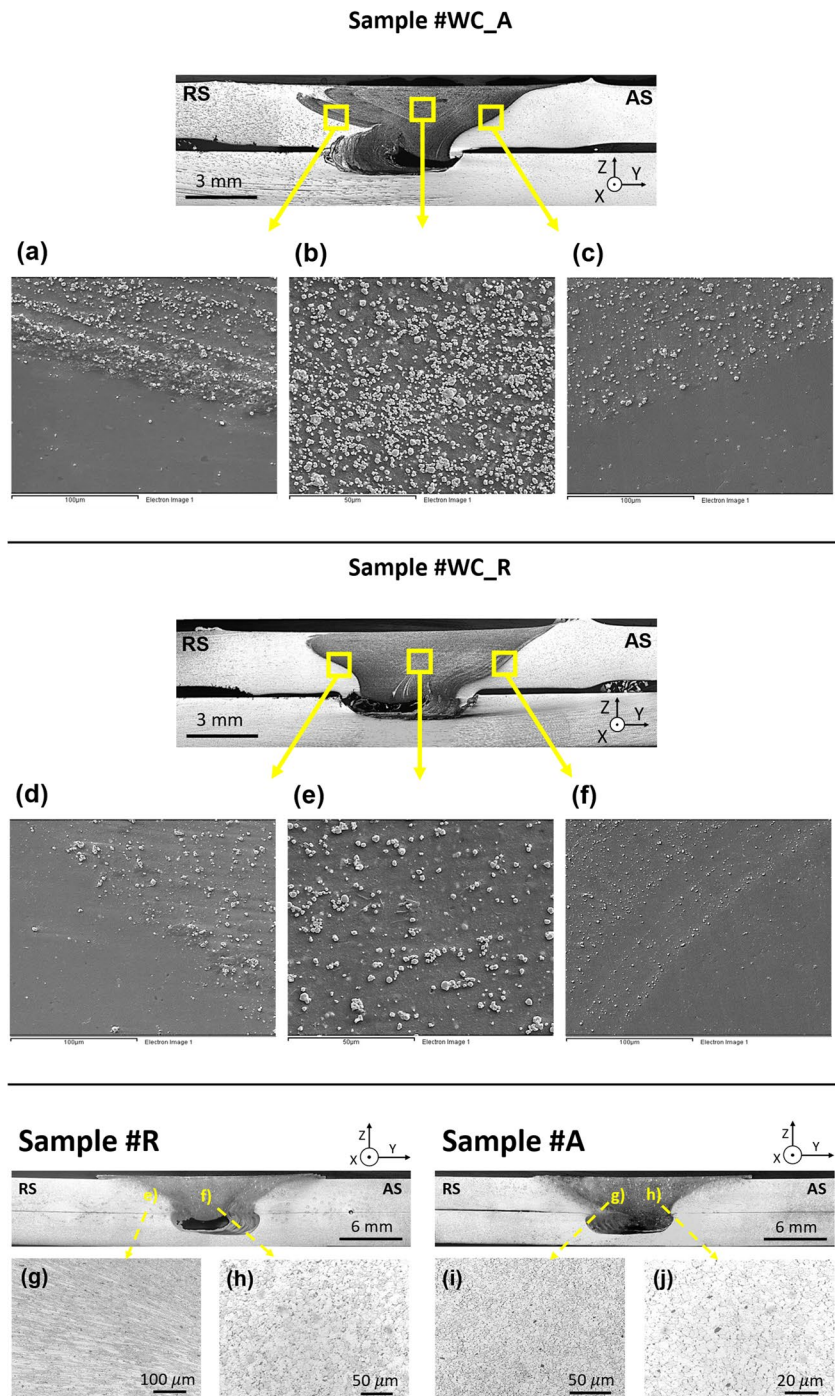 Sample #WC_A
RS
AS
3 mm
Z
X
Y
(a)
(b)
(c)
100µm
Electron Image 1
50µm
Electron Image 1
100µm
Electron Image 1
Sample #WC_R
RS
AS
3 mm
Z
X
Y
(d)
(e)
(f)
100µm
Electron Image 1
50µm
Electron Image 1
100µm
Electron Image 1
Sample #R
Z
X
Y
Sample #A
Z
X
Y
RS
e)
f)
AS
6 mm
RS
g)
h)
AS
6 mm
(g)
(h)
(i)
(j)
100 µm
50 µm
50 µm
20 µm